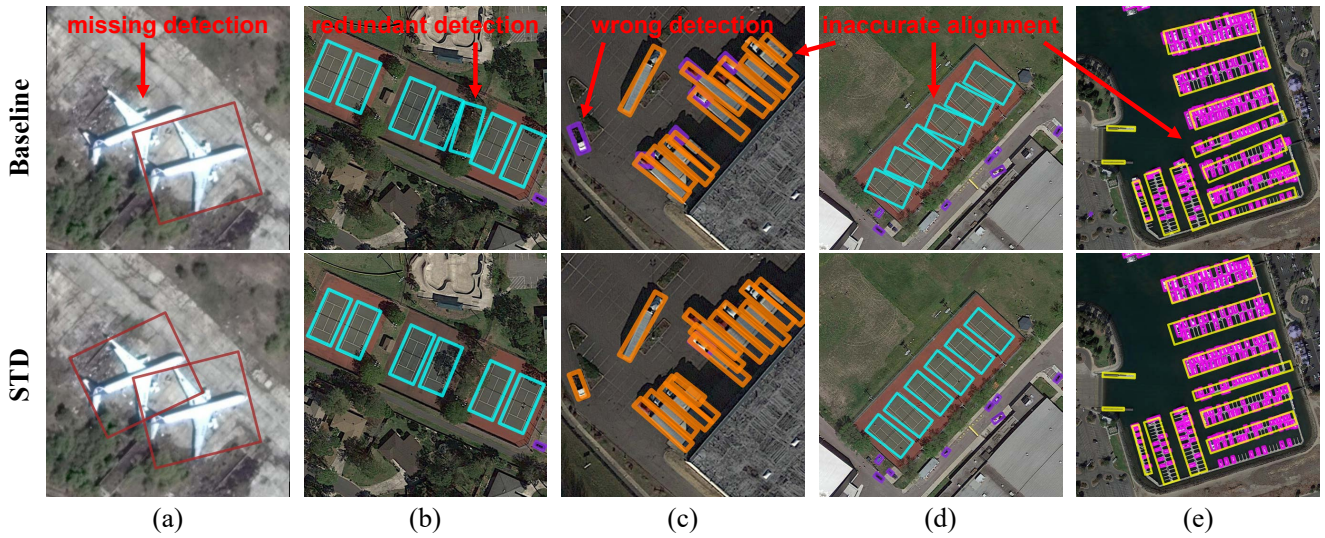 missing detection
redundant detection
wrong detection
inaccurate alignment
Baseline
STD
(a)
(b)
(c)
(d)
(e)